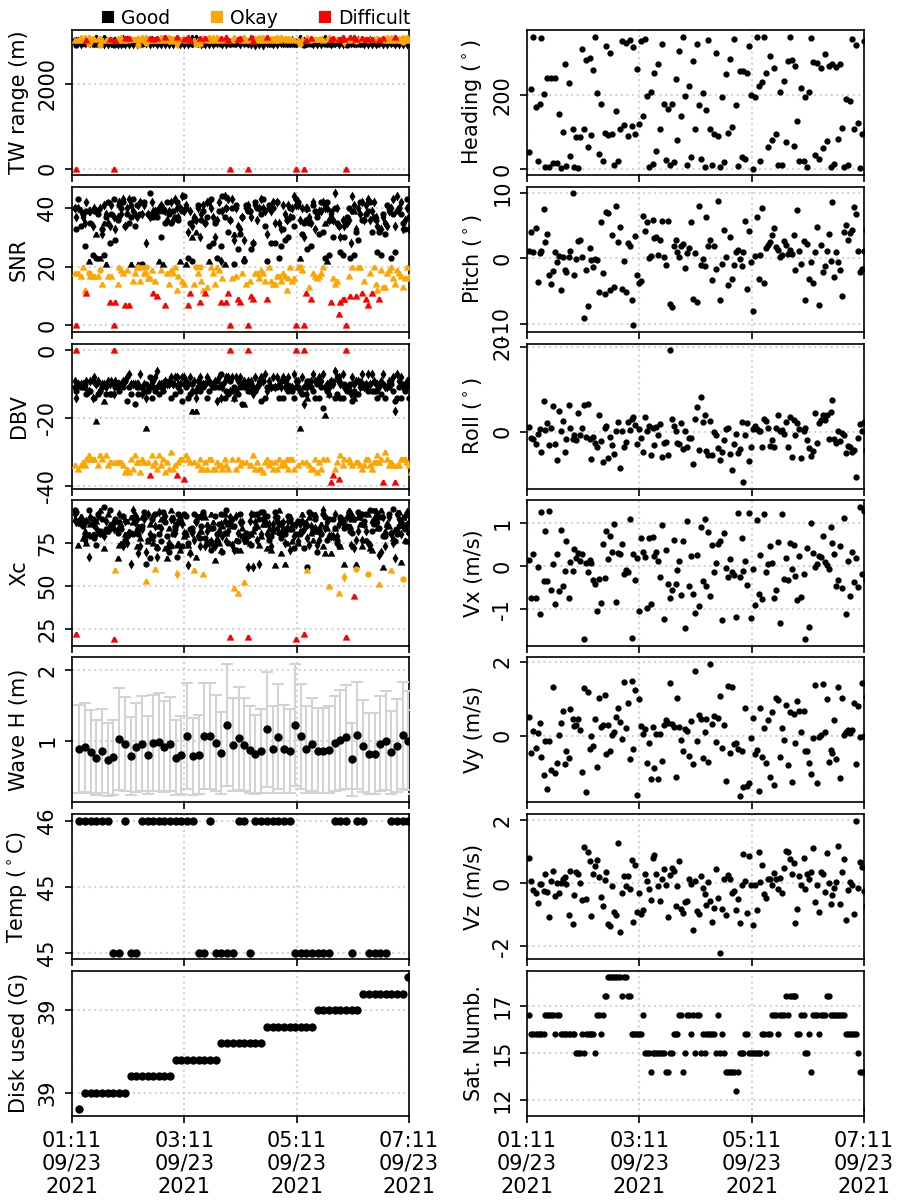 Good Okay Difficult
TW range (m)
2000
0
SNR
40
20
0
DBV
0
-20
-40
Xc
75
50
25
Wave H (m)
2
1
Temp (°C)
46
45
45
Disk used (G)
39
39
01:11 03:11 05:11 07:11
09/23 09/23 09/23 09/23
2021 2021 2021 2021
Heading (°)
200
0
Pitch (°)
10
0
-10
Roll (°)
20
0
Vx (m/s)
1
0
-1
Vy (m/s)
2
0
Vz (m/s)
2
0
-2
Sat. Numb.
17
15
12
01:11 03:11 05:11 07:11
09/23 09/23 09/23 09/23
2021 2021 2021 2021